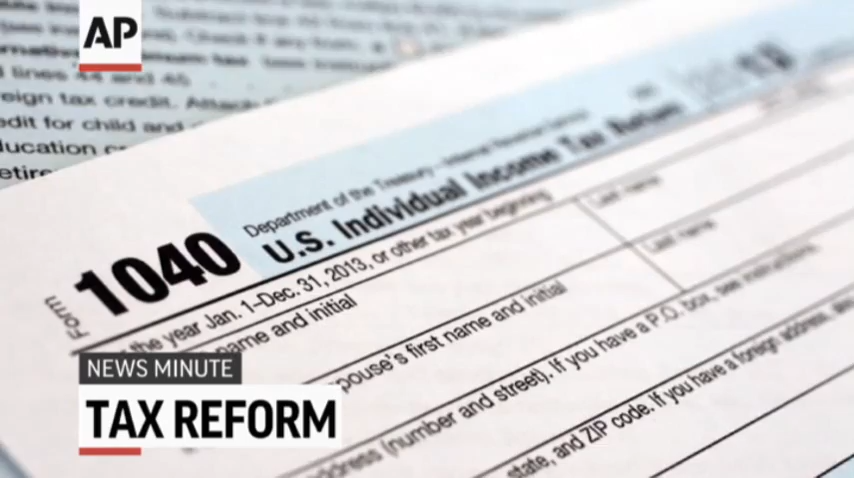 AP
lines 44 and 45
eign tax credit. Attach
edit for child and
ducation
etire
Form 1040
Department of the Treasury—Internal Revenue Service
U.S. Individual Income Tax Return
the year Jan. 1–Dec. 31, 2013, or other tax year beginning
name and initial
Last name
pouse's first name and initial
Last name
address (number and street). If you have a P.O. box, see instructions.
state, and ZIP code. If you have a foreign address,
NEWS MINUTE
TAX REFORM